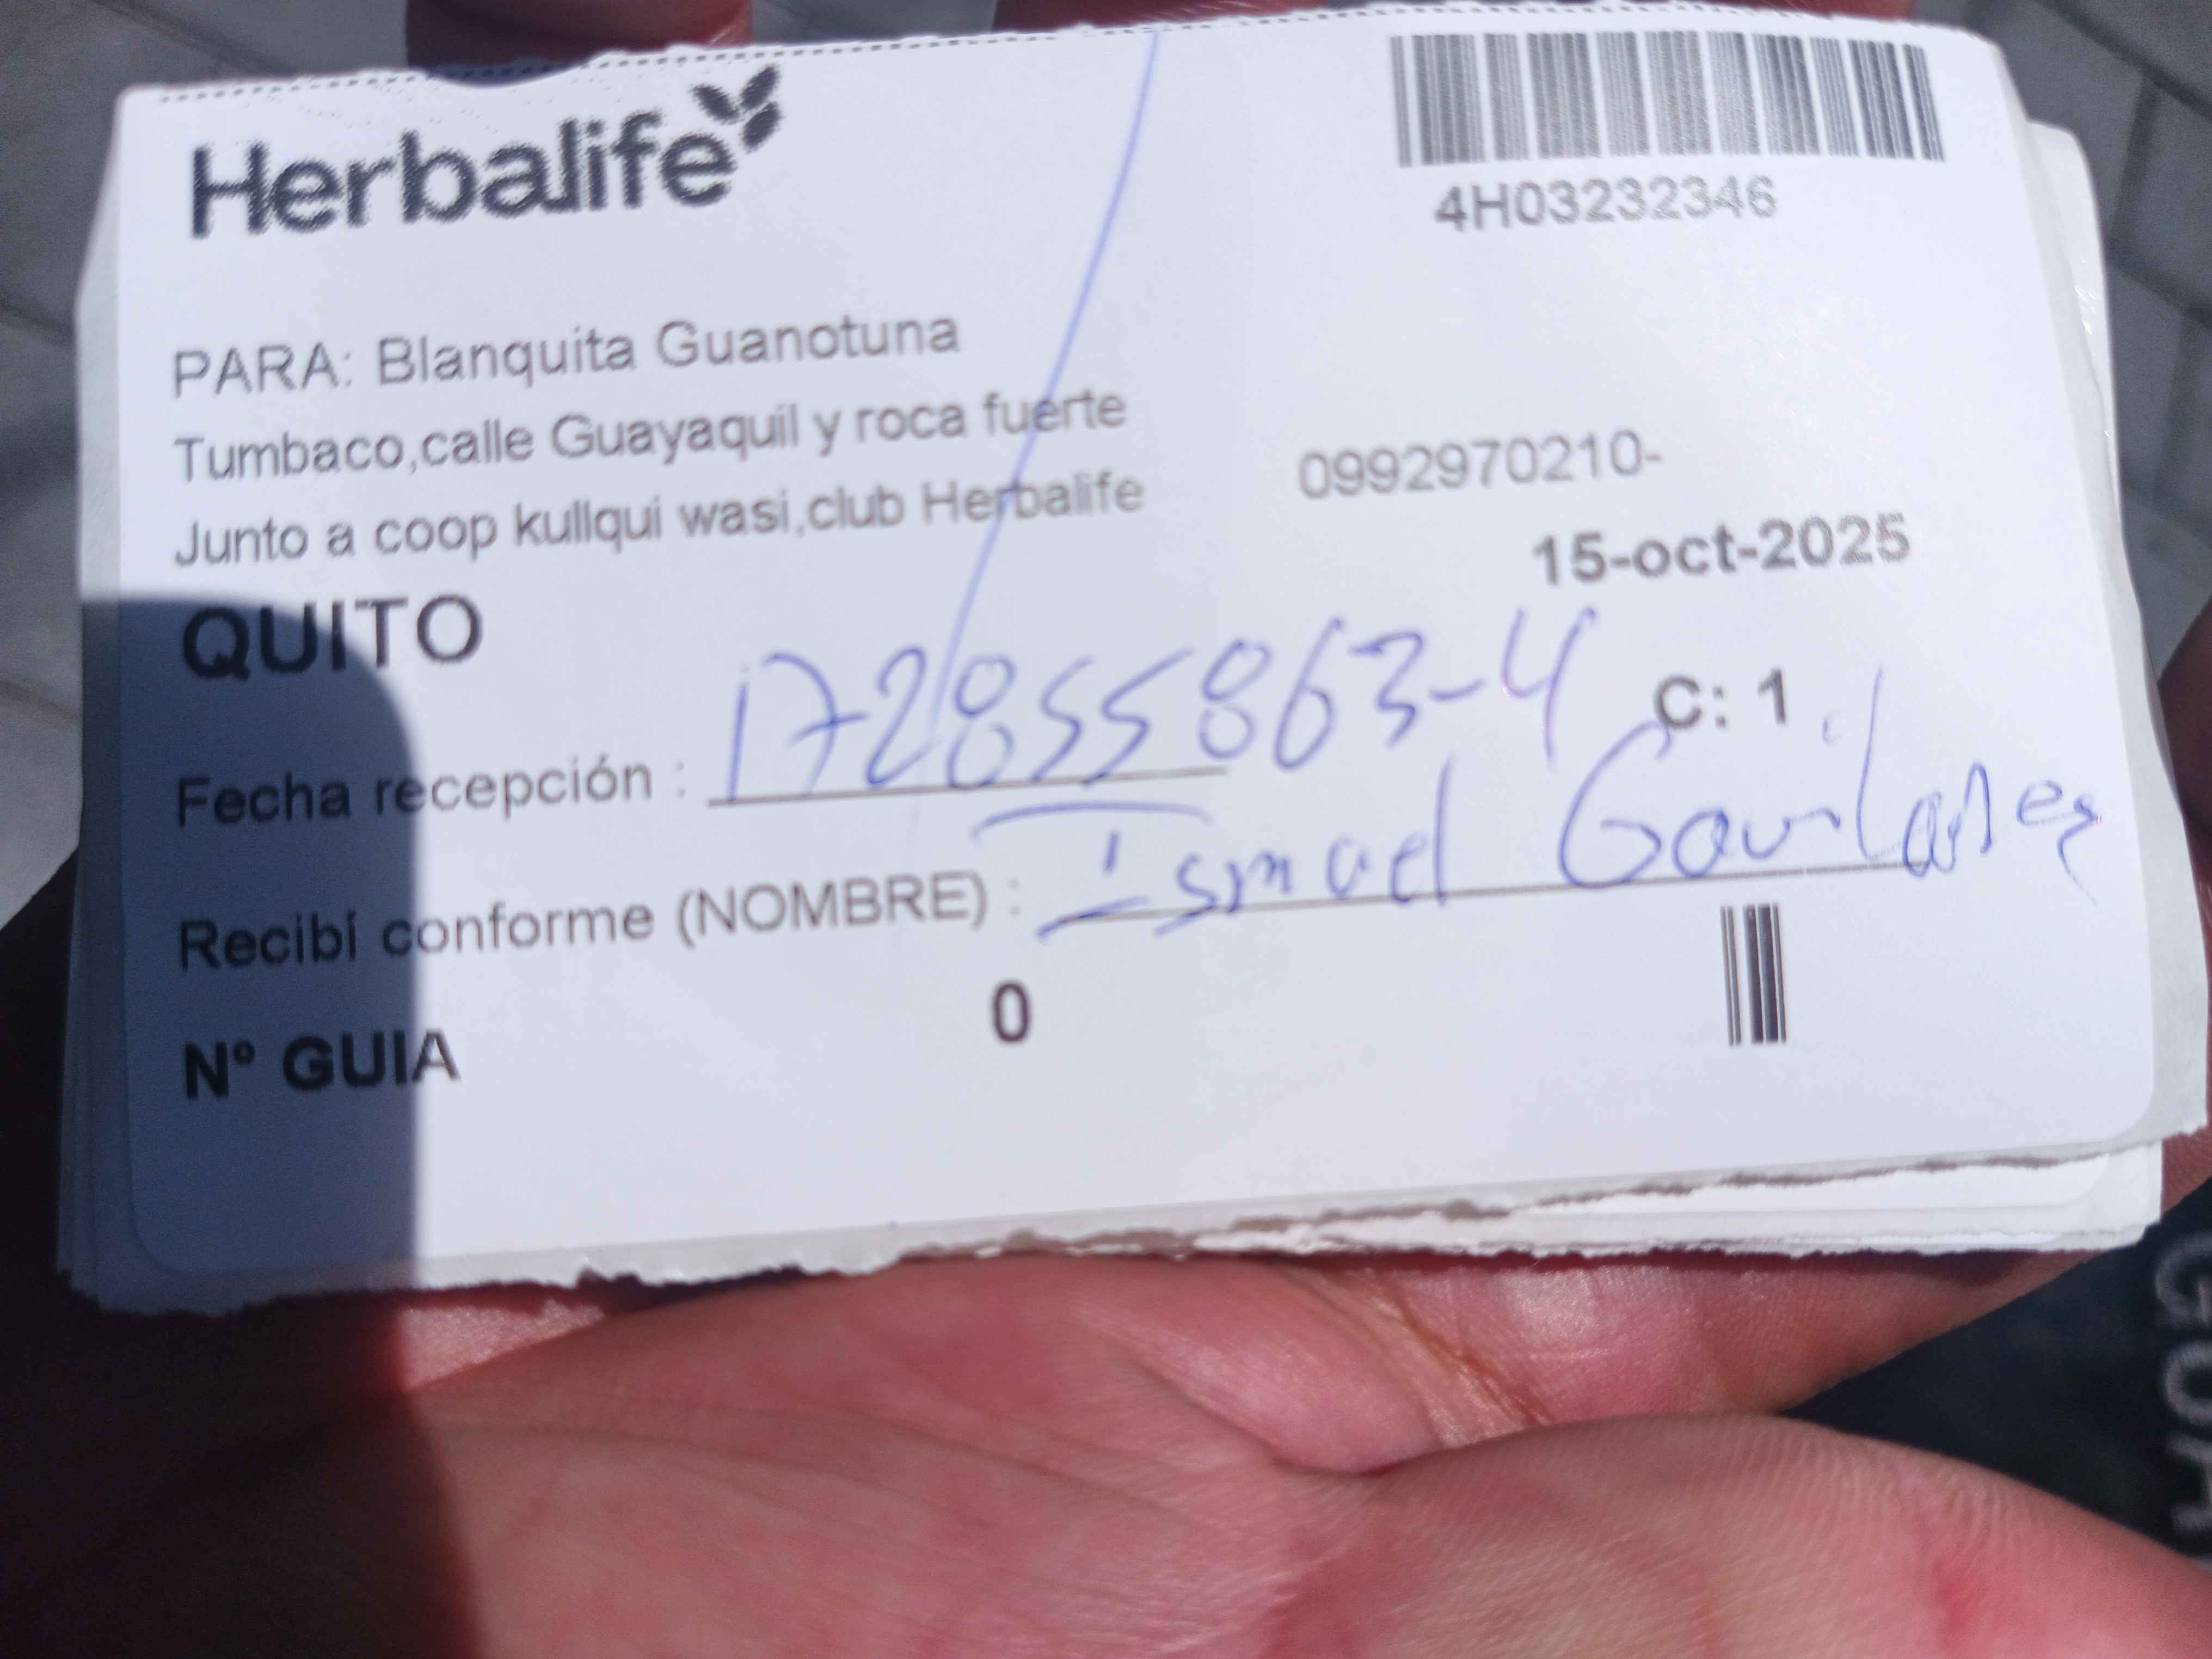 Herbalife
4H03232346
PARA: Blanquita Guanotuna
Tumbaco,calle Guayaquil y roca fuerte
Junto a coop kullqui wasi,club Herbalife
0992970210-
15-oct-2025
QUITO
C: 1
Fecha recepción : 172855863-4
Recibí conforme (NOMBRE) : Ismael Gavilanes
Nº GUIA 0